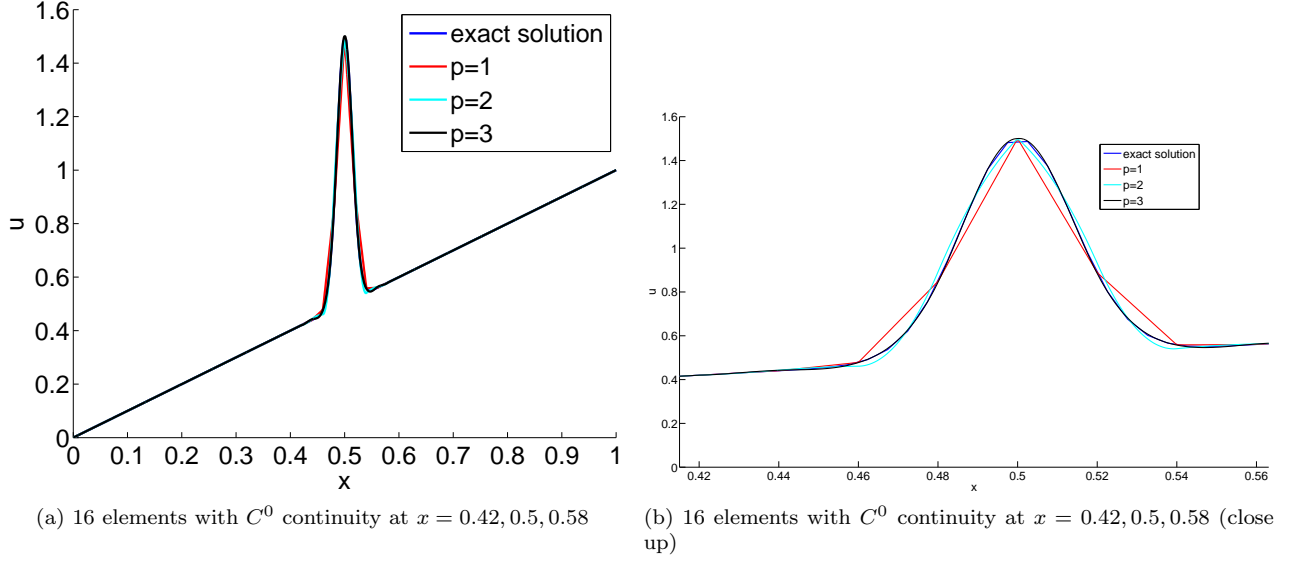 1.6
1.4
1.2
1
0.8
0.6
0.4
0.2
0
u
0 0.1 0.2 0.3 0.4 0.5 0.6 0.7 0.8 0.9 1
x
exact solution
p=1
p=2
p=3
(a) 16 elements with C⁰ continuity at x = 0.42, 0.5, 0.58
1.6
1.4
1.2
1
0.8
0.6
0.4
0.2
0
u
0.42 0.44 0.46 0.48 0.5 0.52 0.54 0.56
x
exact solution
p=1
p=2
p=3
(b) 16 elements with C⁰ continuity at x = 0.42, 0.5, 0.58 (close
up)